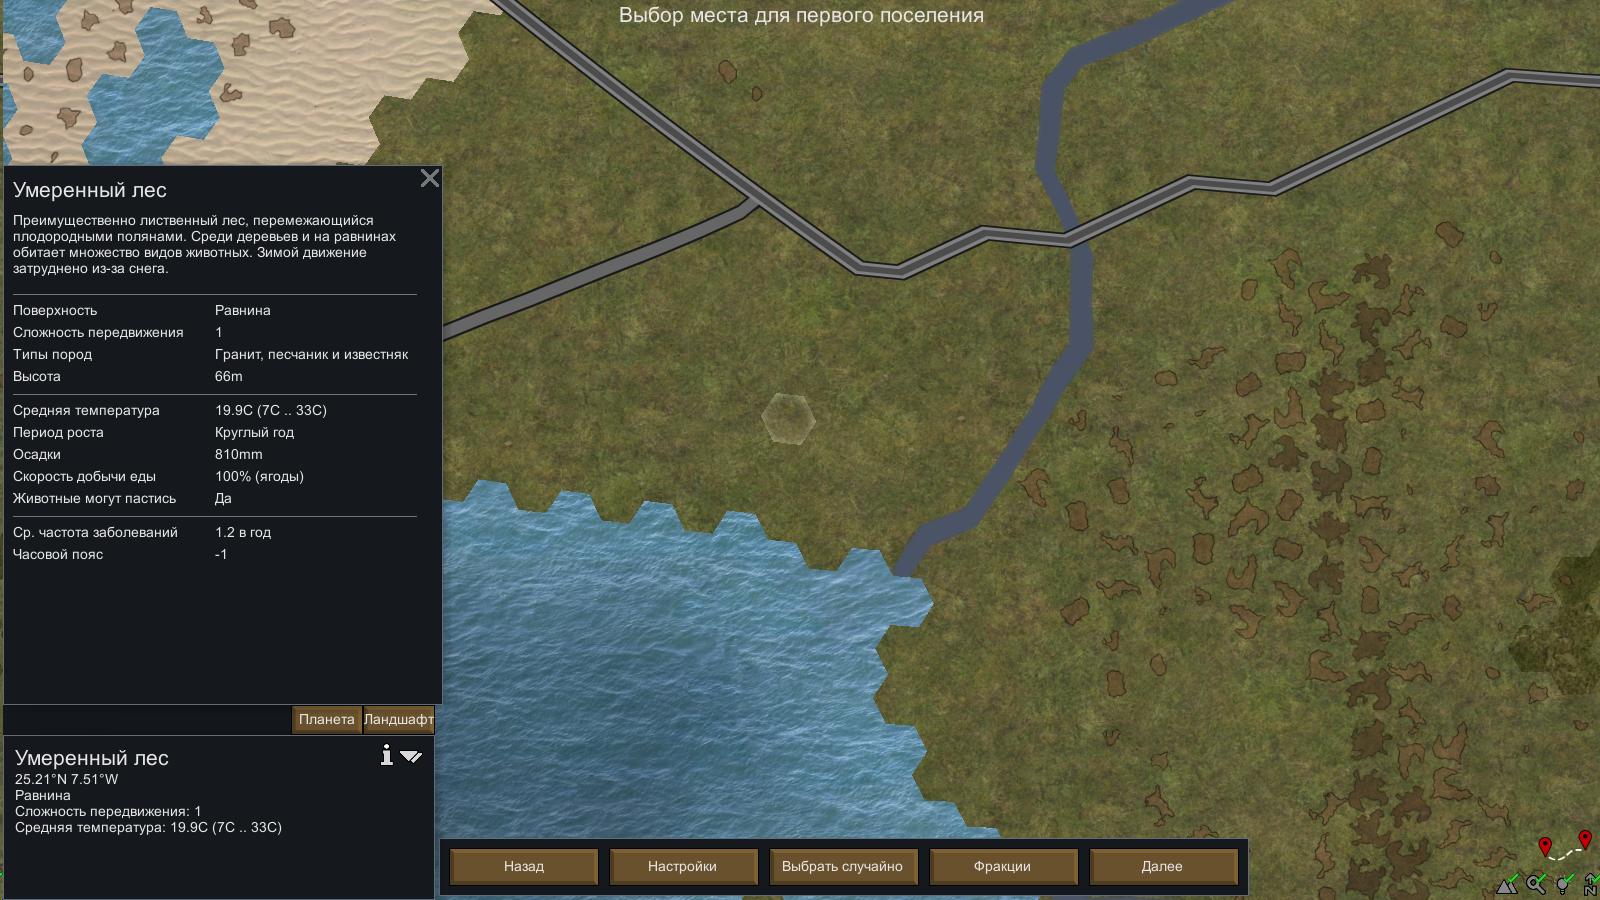 Выбор места для первого поселения
Умеренный лес
Преимущественно лиственный лес, перемежающийся
плодородными полянами. Среди деревьев и на равнинах
обитает множество видов животных. Зимой движение
затруднено из-за снега.
Поверхность Равнина
Сложность передвижения 1
Типы пород Гранит, песчаник и известняк
Высота 66m
Средняя температура 19.9C (7C .. 33C)
Период роста Круглый год
Осадки 810mm
Скорость добычи еды 100% (ягоды)
Животные могут пастись Да
Ср. частота заболеваний 1.2 в год
Часовой пояс -1
Планета Ландшафт
Умеренный лес
25.21°N 7.51°W
Равнина
Сложность передвижения: 1
Средняя температура: 19.9C (7C .. 33C)
Назад Настройки Выбрать случайно Фракции Далее
N